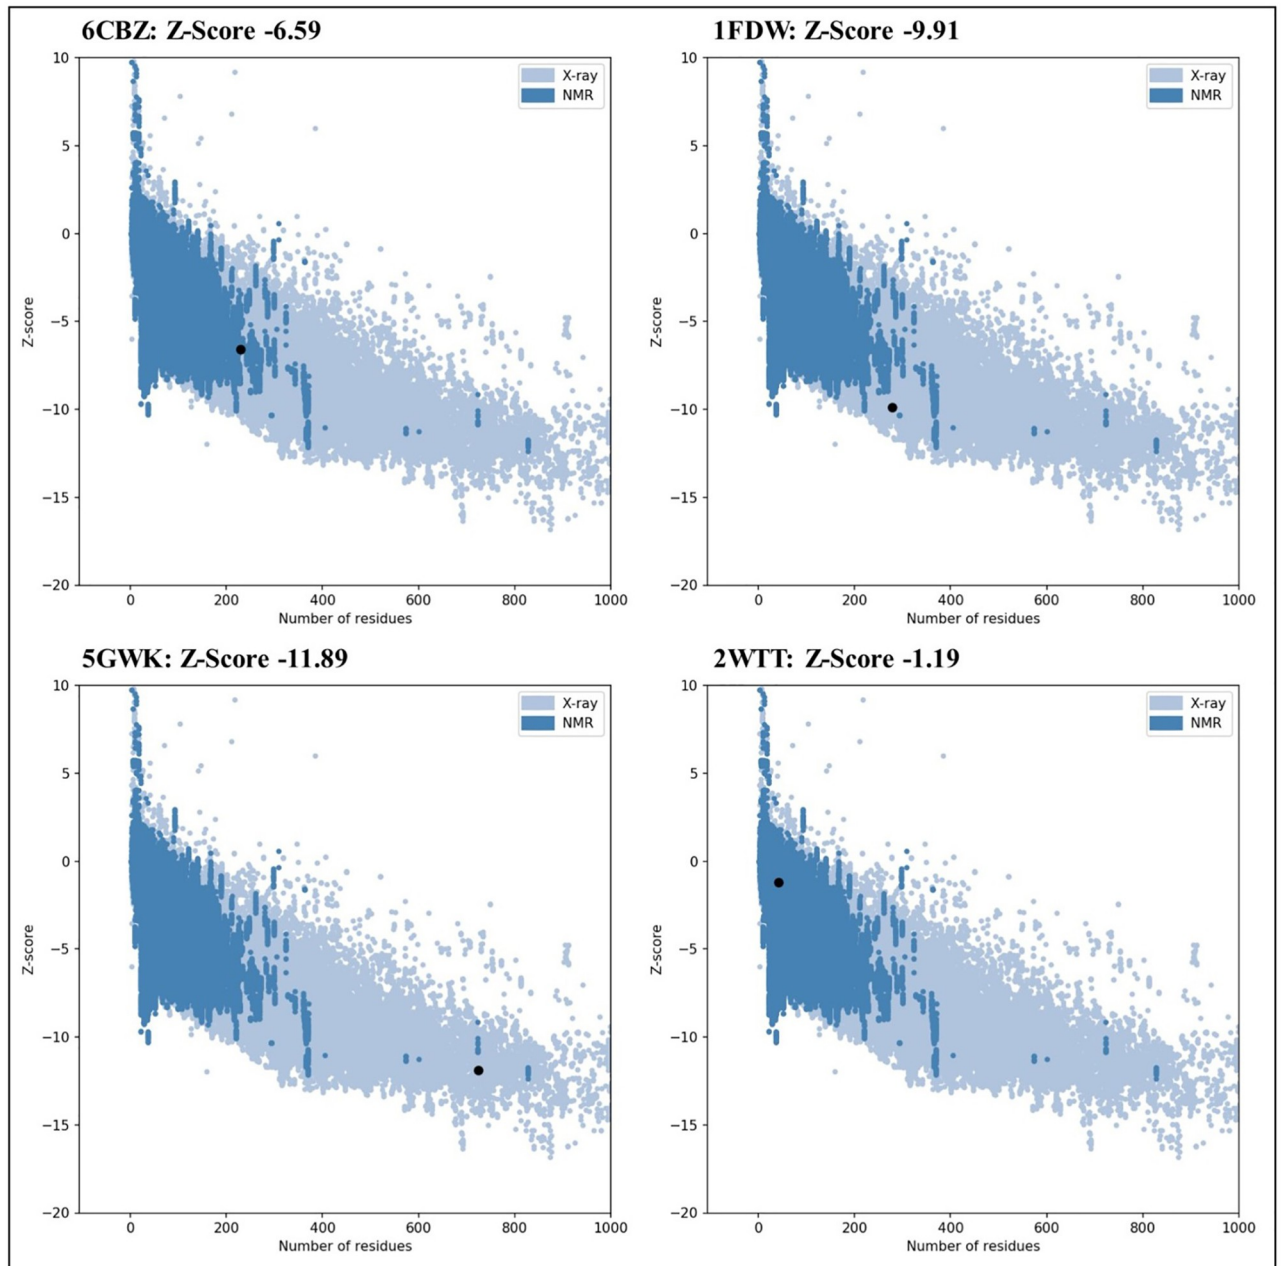 6CBZ: Z-Score -6.59
10
5
0
−5
−10
−15
−20
Z-score
X-ray
NMR
0 200 400 600 800 1000
Number of residues
1FDW: Z-Score -9.91
10
5
0
−5
−10
−15
−20
Z-score
X-ray
NMR
0 200 400 600 800 1000
Number of residues
5GWK: Z-Score -11.89
10
5
0
−5
−10
−15
−20
Z-score
X-ray
NMR
0 200 400 600 800 1000
Number of residues
2WTT: Z-Score -1.19
10
5
0
−5
−10
−15
−20
Z-score
X-ray
NMR
0 200 400 600 800 1000
Number of residues